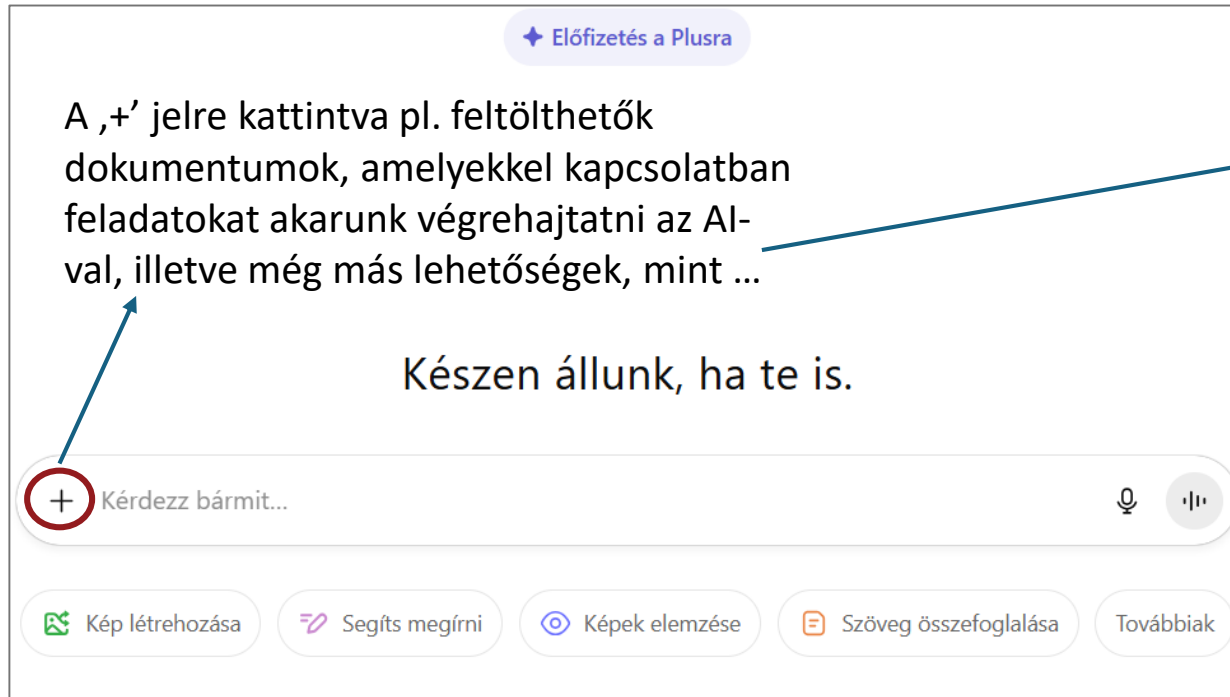 Előfizetés a Plusra
A ‚+’ jelre kattintva pl. feltölthetők
dokumentumok, amelyekkel kapcsolatban
feladatokat akarunk végrehajtatni az AI-
val, illetve még más lehetőségek, mint …
Készen állunk, ha te is.
Kérdezz bármit...
Kép létrehozása Segíts megírni Képek elemzése Szöveg összefoglalása Továbbiak